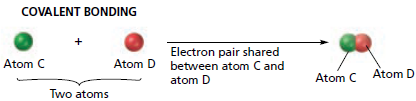 COVALENT BONDING
+
Atom C
Atom D
Two atoms
Electron pair shared
between atom C and
atom D
Atom C
Atom D